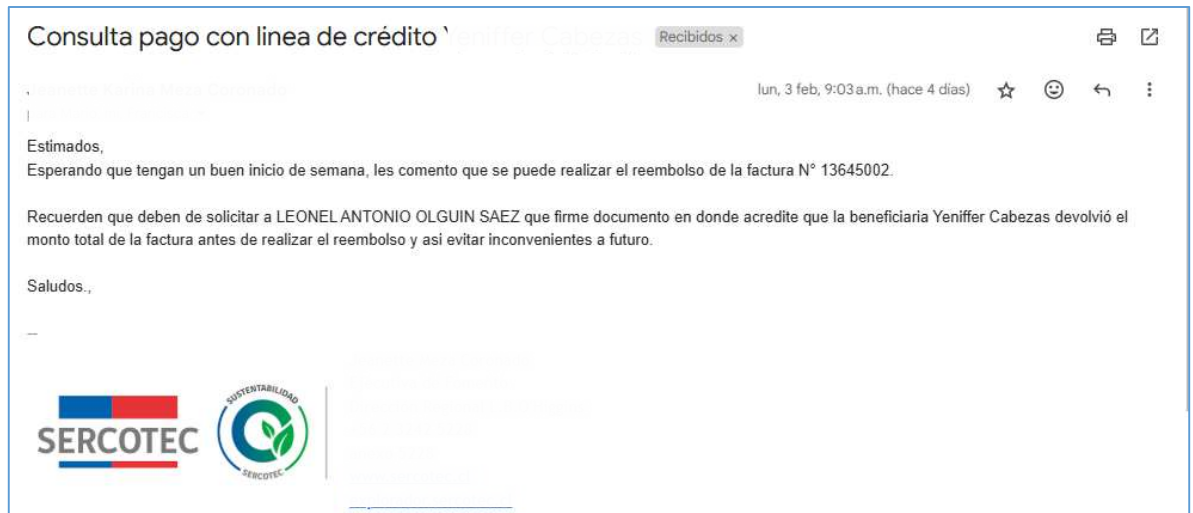 Consulta pago con linea de crédito Yeniffer Cabezas Recibidos ×
lun, 3 feb, 9:03 a.m. (hace 4 días)
Estimados,
Esperando que tengan un buen inicio de semana, les comento que se puede realizar el reembolso de la factura N° 13645002.
Recuerden que deben de solicitar a LEONEL ANTONIO OLGUIN SAEZ que firme documento en donde acredite que la beneficiaria Yeniffer Cabezas devolvió el
monto total de la factura antes de realizar el reembolso y asi evitar inconvenientes a futuro.
Saludos.,
—
SUSTENTABILIDAD
SERCOTEC
SERCOTEC